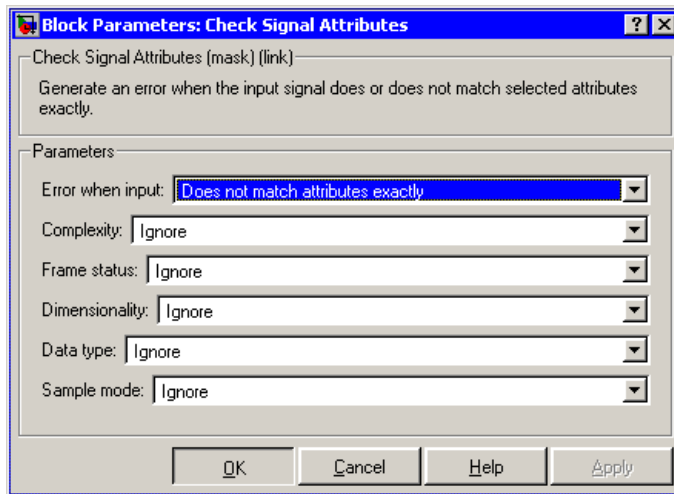 Block Parameters: Check Signal Attributes
Check Signal Attributes (mask) (link)
Generate an error when the input signal does or does not match selected attributes
exactly.
Parameters
Error when input: Does not match attributes exactly
Complexity: Ignore
Frame status: Ignore
Dimensionality: Ignore
Data type: Ignore
Sample mode: Ignore
OK Cancel Help Apply